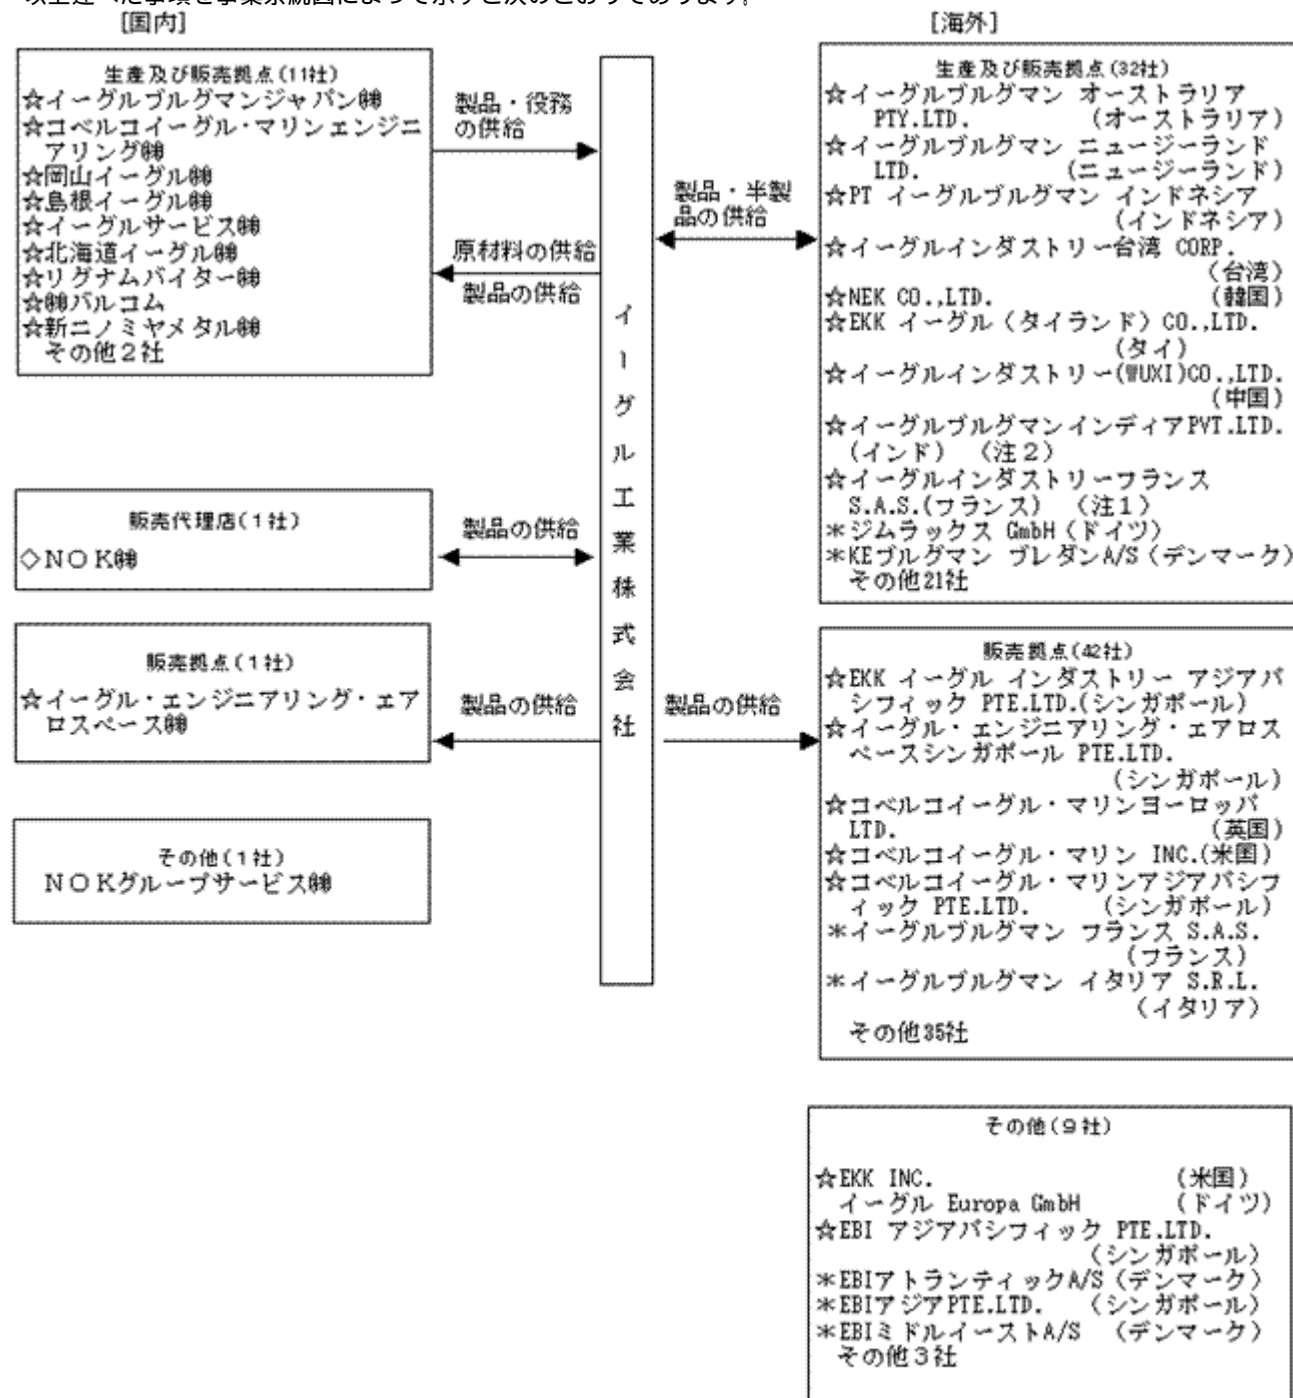 以上述べた事項を事業系統図によって示すと次のとおりであります。
[国内]
生産及び販売拠点(11社)
☆イーグルブルグマンジャパン㈱
☆コベルコイーグル・マリンエンジニ
アリング㈱
☆岡山イーグル㈱
☆島根イーグル㈱
☆イーグルサービス㈱
☆北海道イーグル㈱
☆リグナムバイター㈱
☆㈱バルコム
☆新ニノミヤメタル㈱
その他２社
販売代理店(１社)
◇ＮＯＫ㈱
販売拠点(１社)
☆イーグル・エンジニアリング・エア
ロスペース㈱
その他(１社)
ＮＯＫグループサービス㈱
製品・役務
の供給
原材料の供給
製品の供給
製品の供給
製品の供給
イーグル工業株式会社
製品・半製
品の供給
製品の供給
[海外]
生産及び販売拠点(32社)
☆イーグルブルグマン オーストラリア
PTY.LTD. (オーストラリア)
☆イーグルブルグマン ニュージーランド
LTD. (ニュージーランド)
☆PT イーグルブルグマン インドネシア
(インドネシア)
☆イーグルインダストリー台湾 CORP.
(台湾)
☆NEK CO.,LTD. (韓国)
☆EKK イーグル（タイランド）CO.,LTD.
(タイ)
☆イーグルインダストリー(WUXI)CO.,LTD.
(中国)
☆イーグルブルグマンインディアPVT.LTD.
(インド) （注２）
☆イーグルインダストリーフランス
S.A.S.(フランス) （注１）
＊ジムラックス GmbH（ドイツ）
＊KEブルグマン ブレダンA/S（デンマーク）
その他21社
販売拠点(42社)
☆EKK イーグル インダストリー アジアパ
シフィック PTE.LTD.(シンガポール)
☆イーグル・エンジニアリング・エアロス
ペースシンガポール PTE.LTD.
(シンガポール)
☆コベルコイーグル・マリンヨーロッパ
LTD. (英国)
☆コベルコイーグル・マリン INC.(米国)
☆コベルコイーグル・マリンアジアパシフ
ィック PTE.LTD. (シンガポール)
＊イーグルブルグマン フランス S.A.S.
(フランス)
＊イーグルブルグマン イタリア S.R.L.
(イタリア)
その他35社
その他(９社)
☆EKK INC. (米国)
イーグル Europa GmbH (ドイツ)
☆EBI アジアパシフィック PTE.LTD.
(シンガポール)
＊EBIアトランティックA/S（デンマーク）
＊EBIアジアPTE.LTD. (シンガポール)
＊EBIミドルイーストA/S （デンマーク）
その他３社